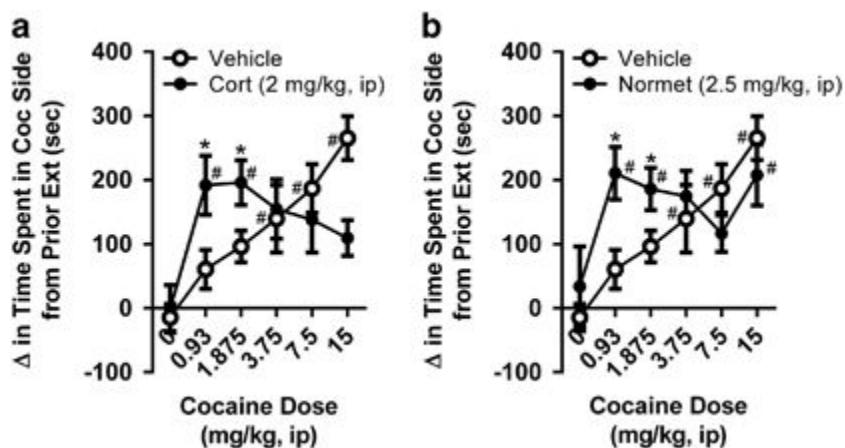 a
Δ in Time Spent in Coc Side
from Prior Ext (sec)
400
300
200
100
0
-100
Vehicle
Cort (2 mg/kg, ip)
* *
# # # # #
0 0.93 1.875 3.75 7.5 15
Cocaine Dose
(mg/kg, ip)
b
Δ in Time Spent in Coc Side
from Prior Ext (sec)
400
300
200
100
0
-100
Vehicle
Normet (2.5 mg/kg, ip)
* *
# # # # # #
0 0.93 1.875 3.75 7.5 15
Cocaine Dose
(mg/kg, ip)